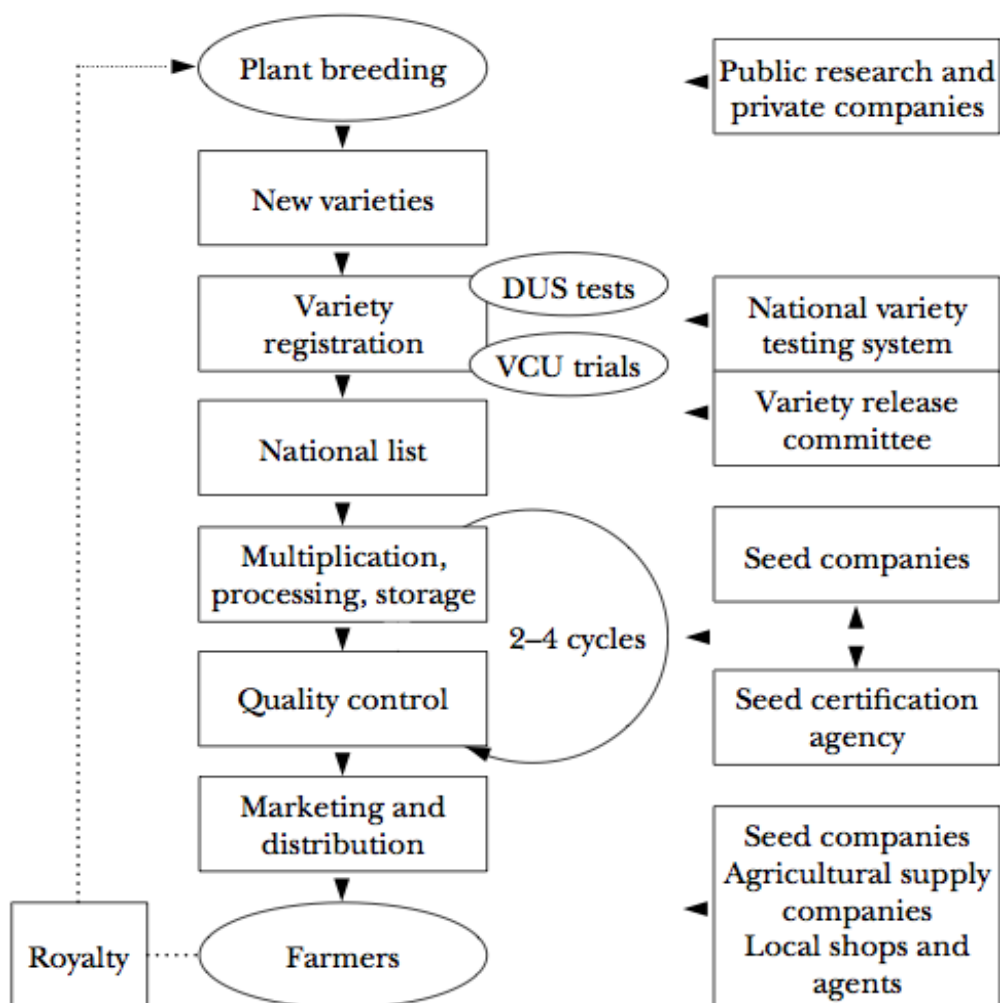 Plant breeding
Public research and
private companies
New varieties
Variety
registration
DUS tests
VCU trials
National variety
testing system
Variety release
committee
National list
Multiplication,
processing, storage
2–4 cycles
Seed companies
Quality control
Seed certification
agency
Marketing and
distribution
Seed companies
Agricultural supply
companies
Local shops and
agents
Royalty
Farmers